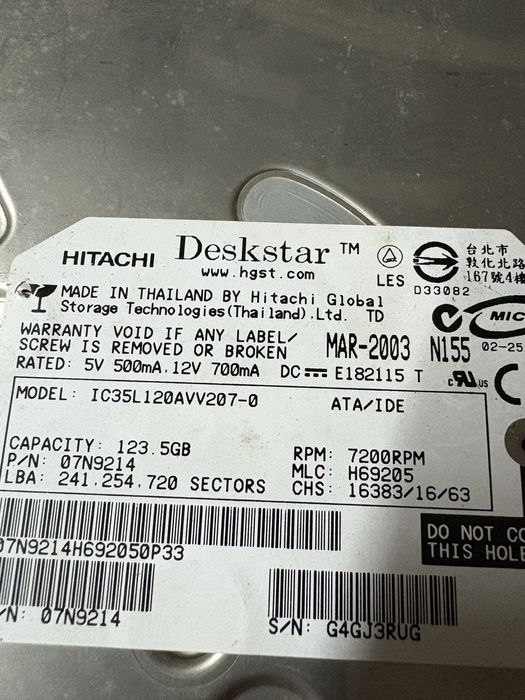 HITACHI Deskstar™
www.hgst.com
LES
D33082
台北市
敦化北路
167號4樓
MADE IN THAILAND BY Hitachi Global
Storage Technologies(Thailand).Ltd. TD
WARRANTY VOID IF ANY LABEL/
SCREW IS REMOVED OR BROKEN
MAR-2003 N155
02-25
MIC
RATED: 5V 500mA,12V 700mA DC E182115 T
c US
MODEL: IC35L120AVV207-0 ATA/IDE
CAPACITY: 123.5GB RPM: 7200RPM
P/N: 07N9214 MLC: H69205
LBA: 241,254,720 SECTORS CHS: 16383/16/63
07N9214H692050P33
DO NOT CO
THIS HOLE
/N: 07N9214
S/N: G4GJ3RUG